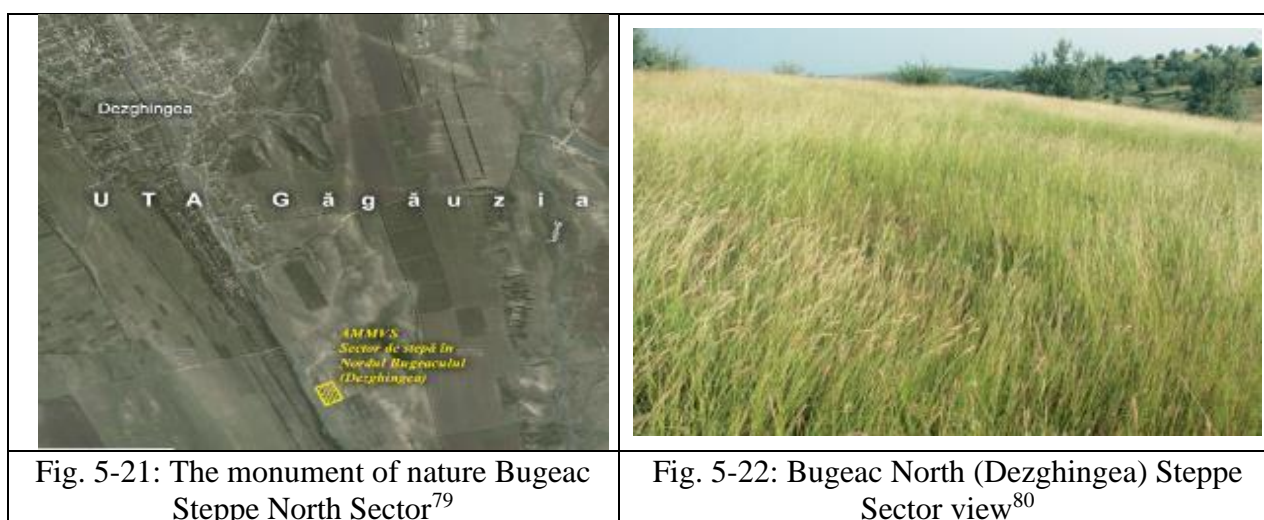 Dezghingea
UTA Găgăuzia
AMMVS
Sector de stepă în
Nordul Bugeacului
(Dezghingea)
Fig. 5-21: The monument of nature Bugeac
Steppe North Sector79
Fig. 5-22: Bugeac North (Dezghingea) Steppe
Sector view80